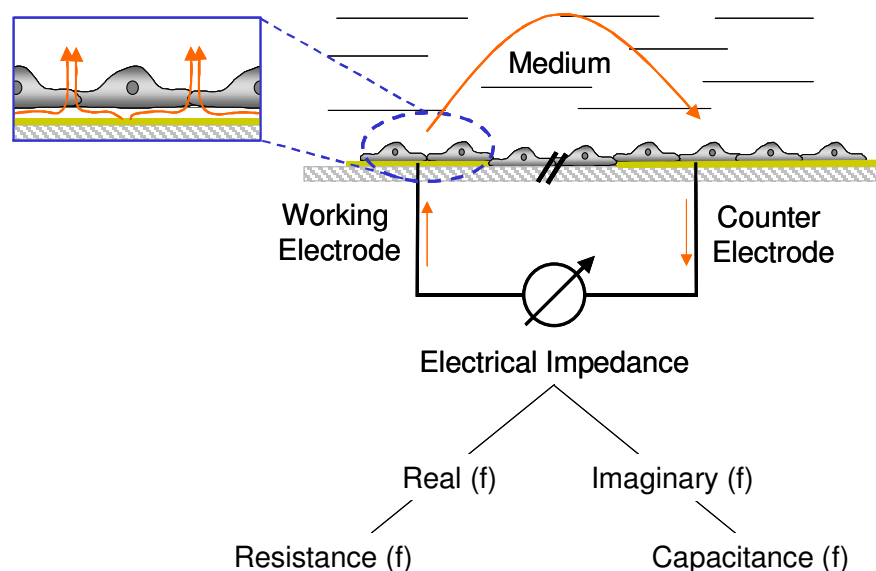 Medium
Working
Electrode
Counter
Electrode
Electrical Impedance
Real (f)
Imaginary (f)
Resistance (f)
Capacitance (f)